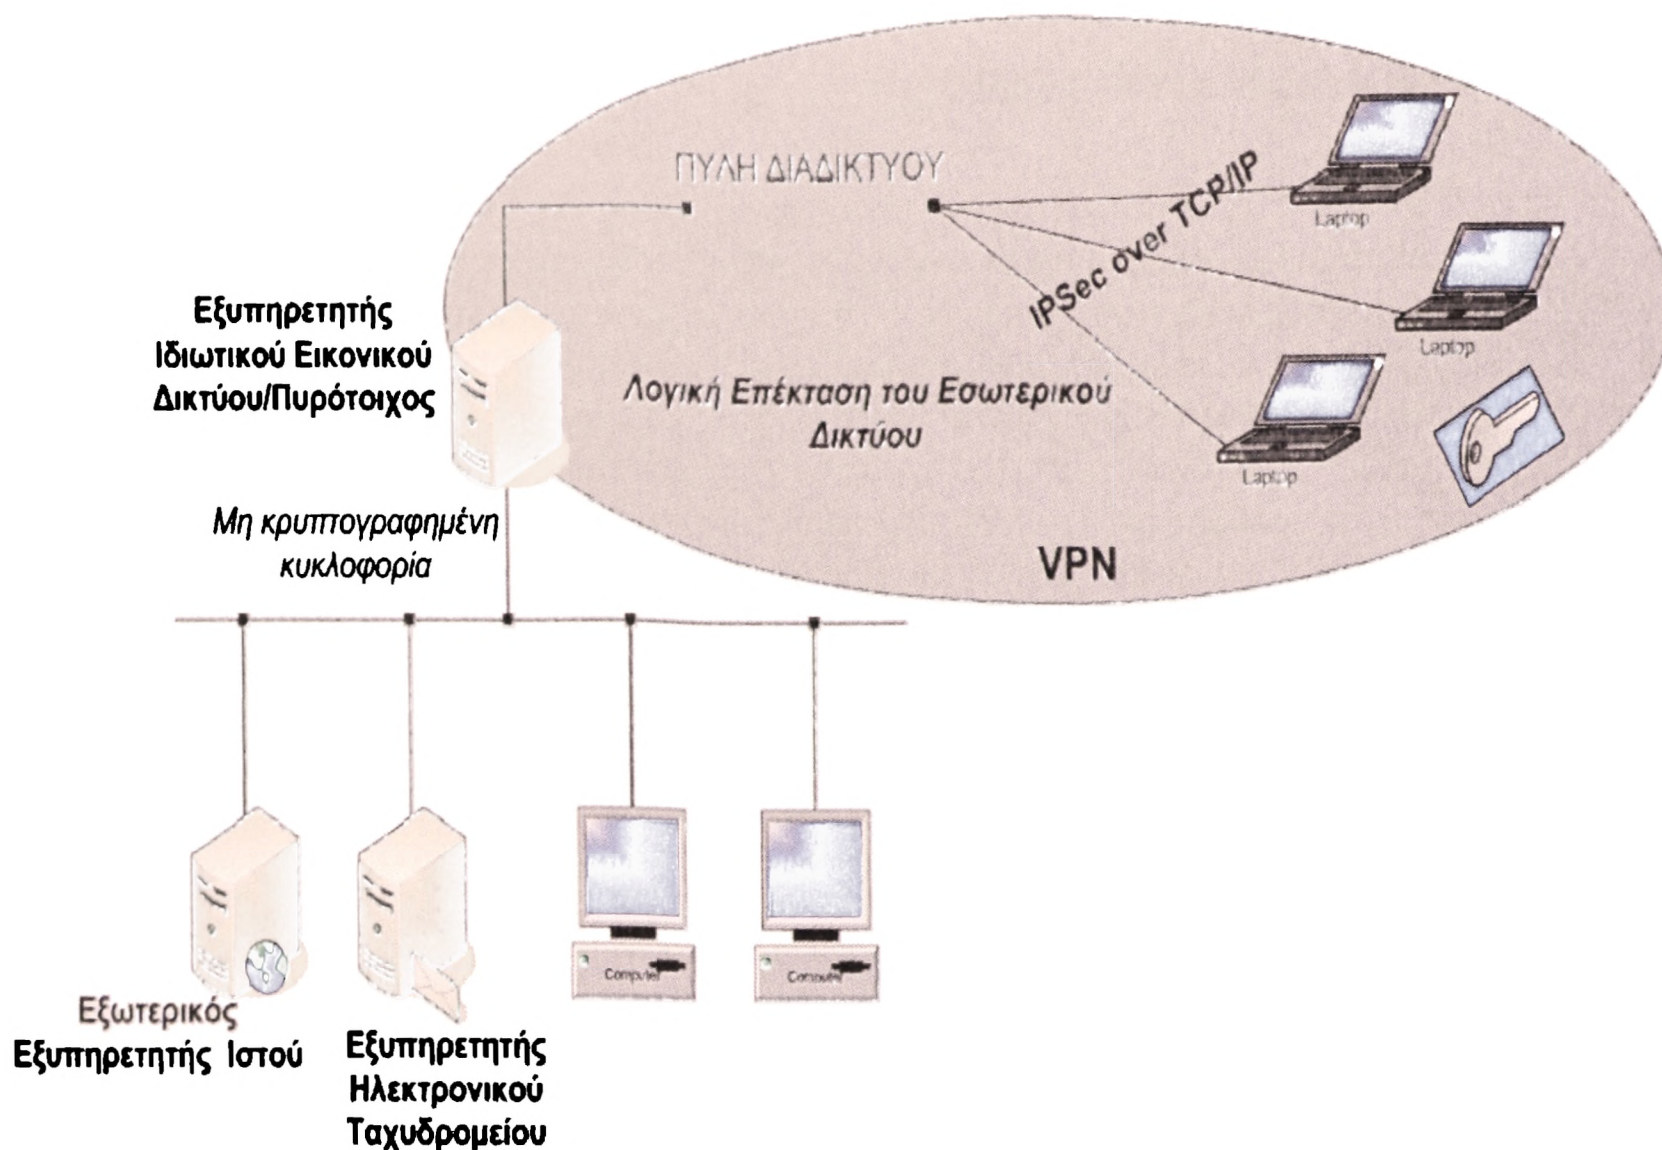 ΠΥΛΗ ΔΙΑΔΙΚΤΥΟΥ
IPSec over TCP/IP
Laptop
Laptop
Laptop
Εξυπηρετητής
Ιδιωτικού Εικονικού
Δικτύου/Πυρότοιχος
Λογική Επέκταση του Εσωτερικού
Δικτύου
Μη κρυπτογραφημένη
κυκλοφορία
VPN
Computer
Computer
Εξωτερικός
Εξυπηρετητής Ιστού
Εξυπηρετητής
Ηλεκτρονικού
Ταχυδρομείου